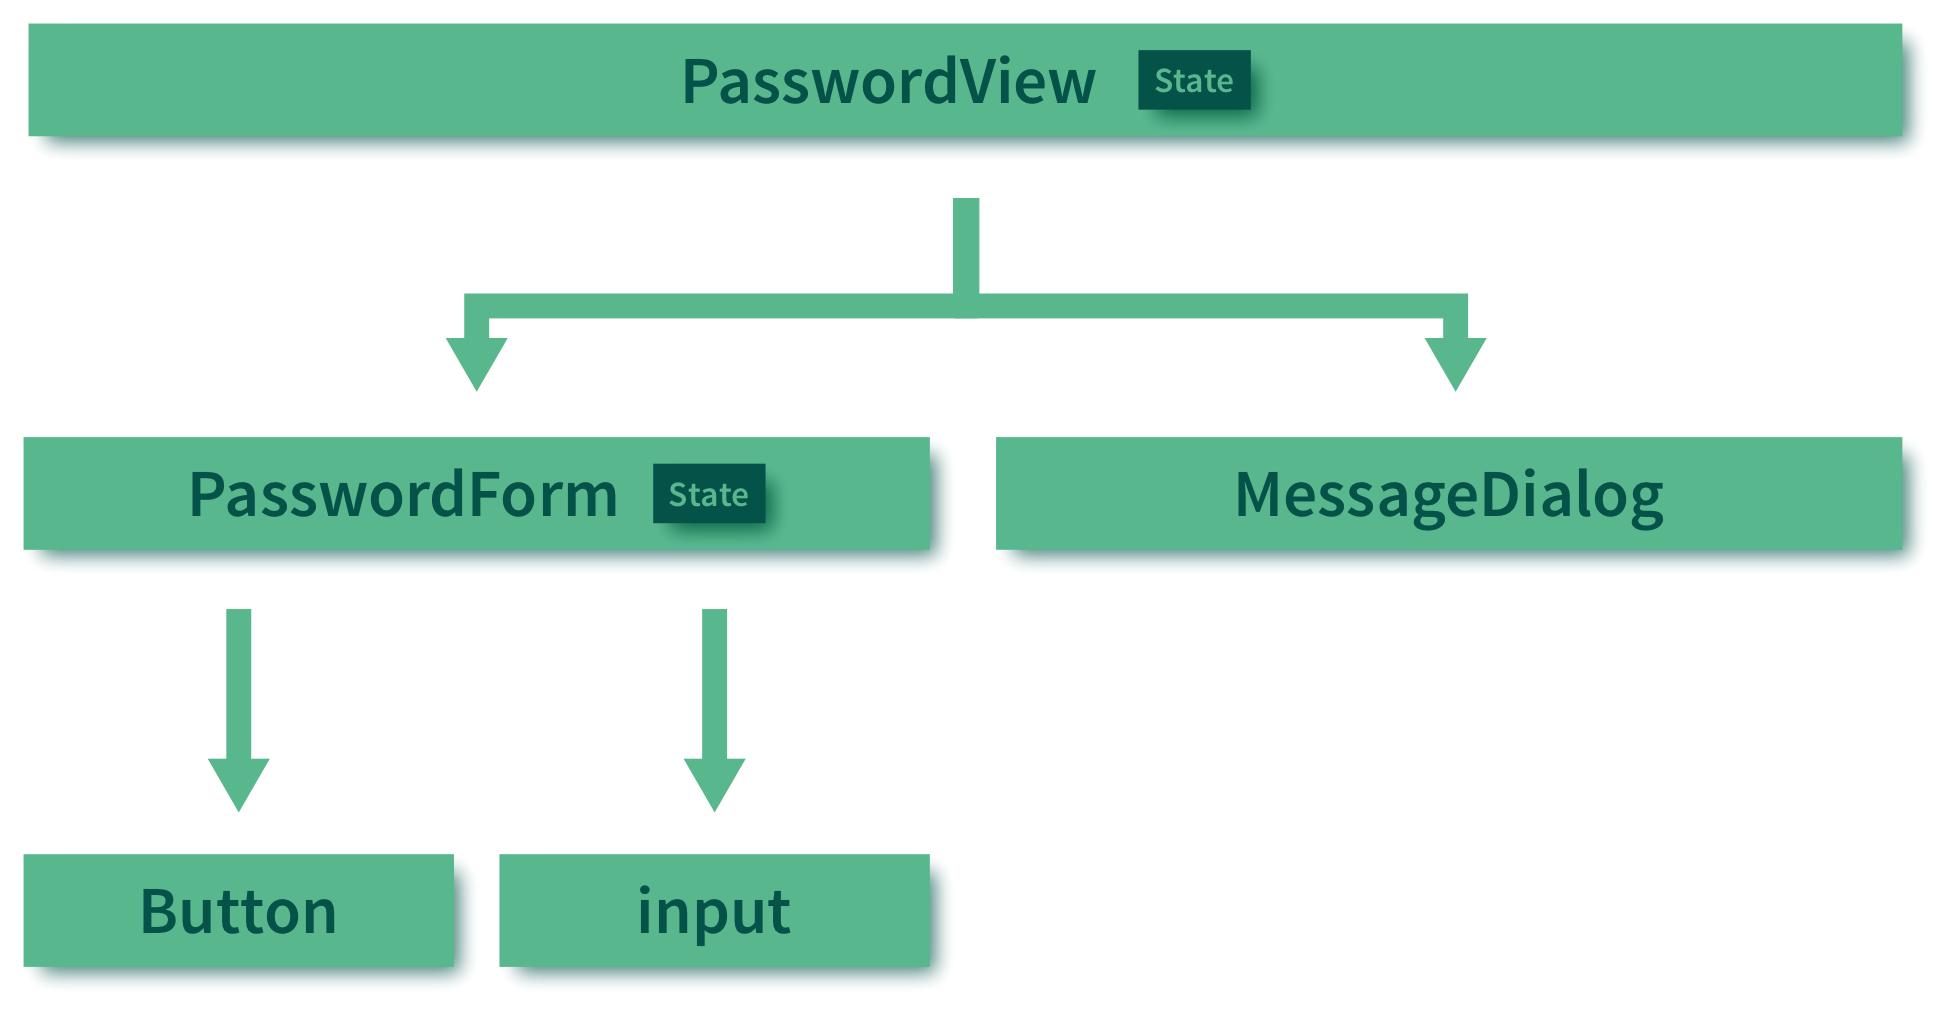 PasswordView State
PasswordForm State
MessageDialog
Button
input